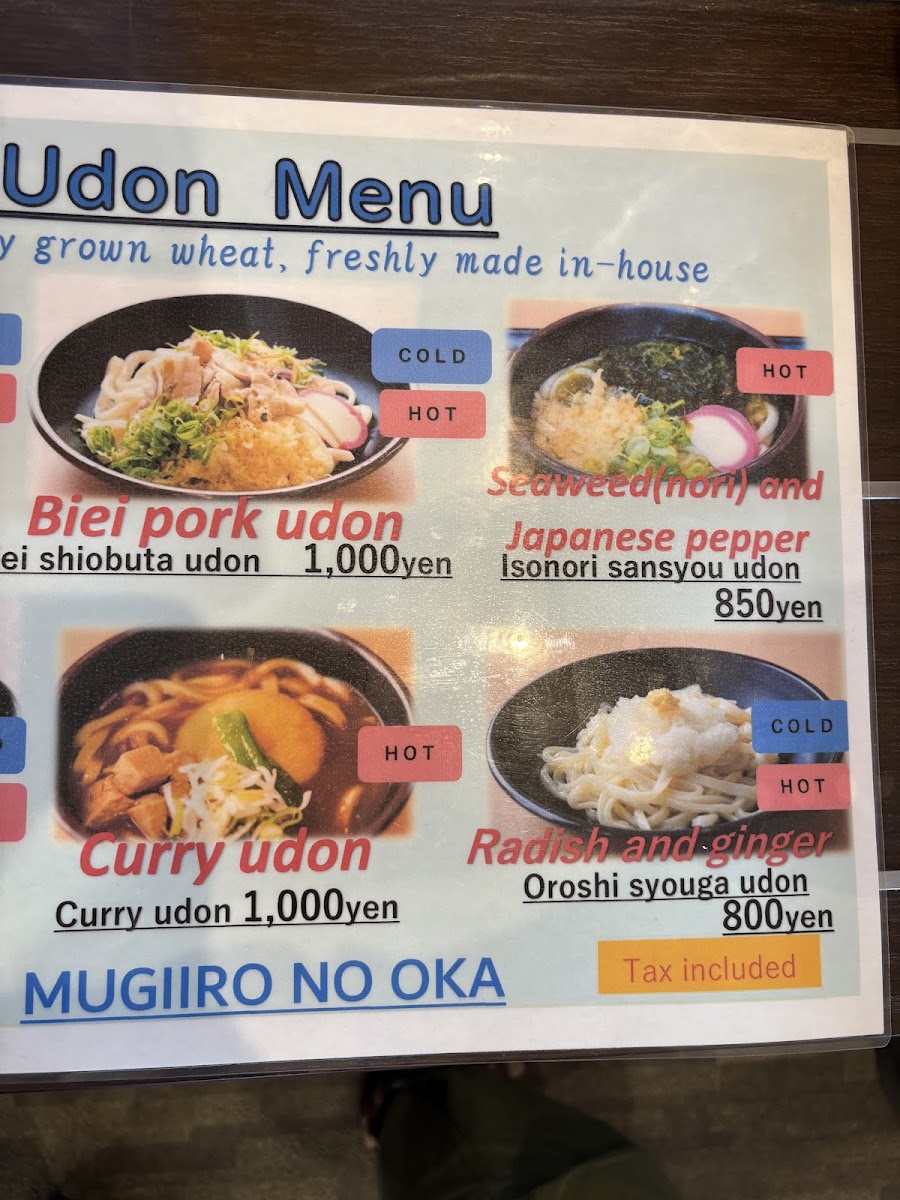 Udon Menu
grown wheat, freshly made in-house
COLD
HOT
HOT
Biei pork udon
shiobuta udon 1,000yen
Seaweed(nori) and
Japanese pepper
Isonori sansyou udon
850yen
HOT
COLD
HOT
Curry udon
Curry udon 1,000yen
Radish and ginger
Oroshi syouga udon
800yen
MUGIIRO NO OKA
Tax included